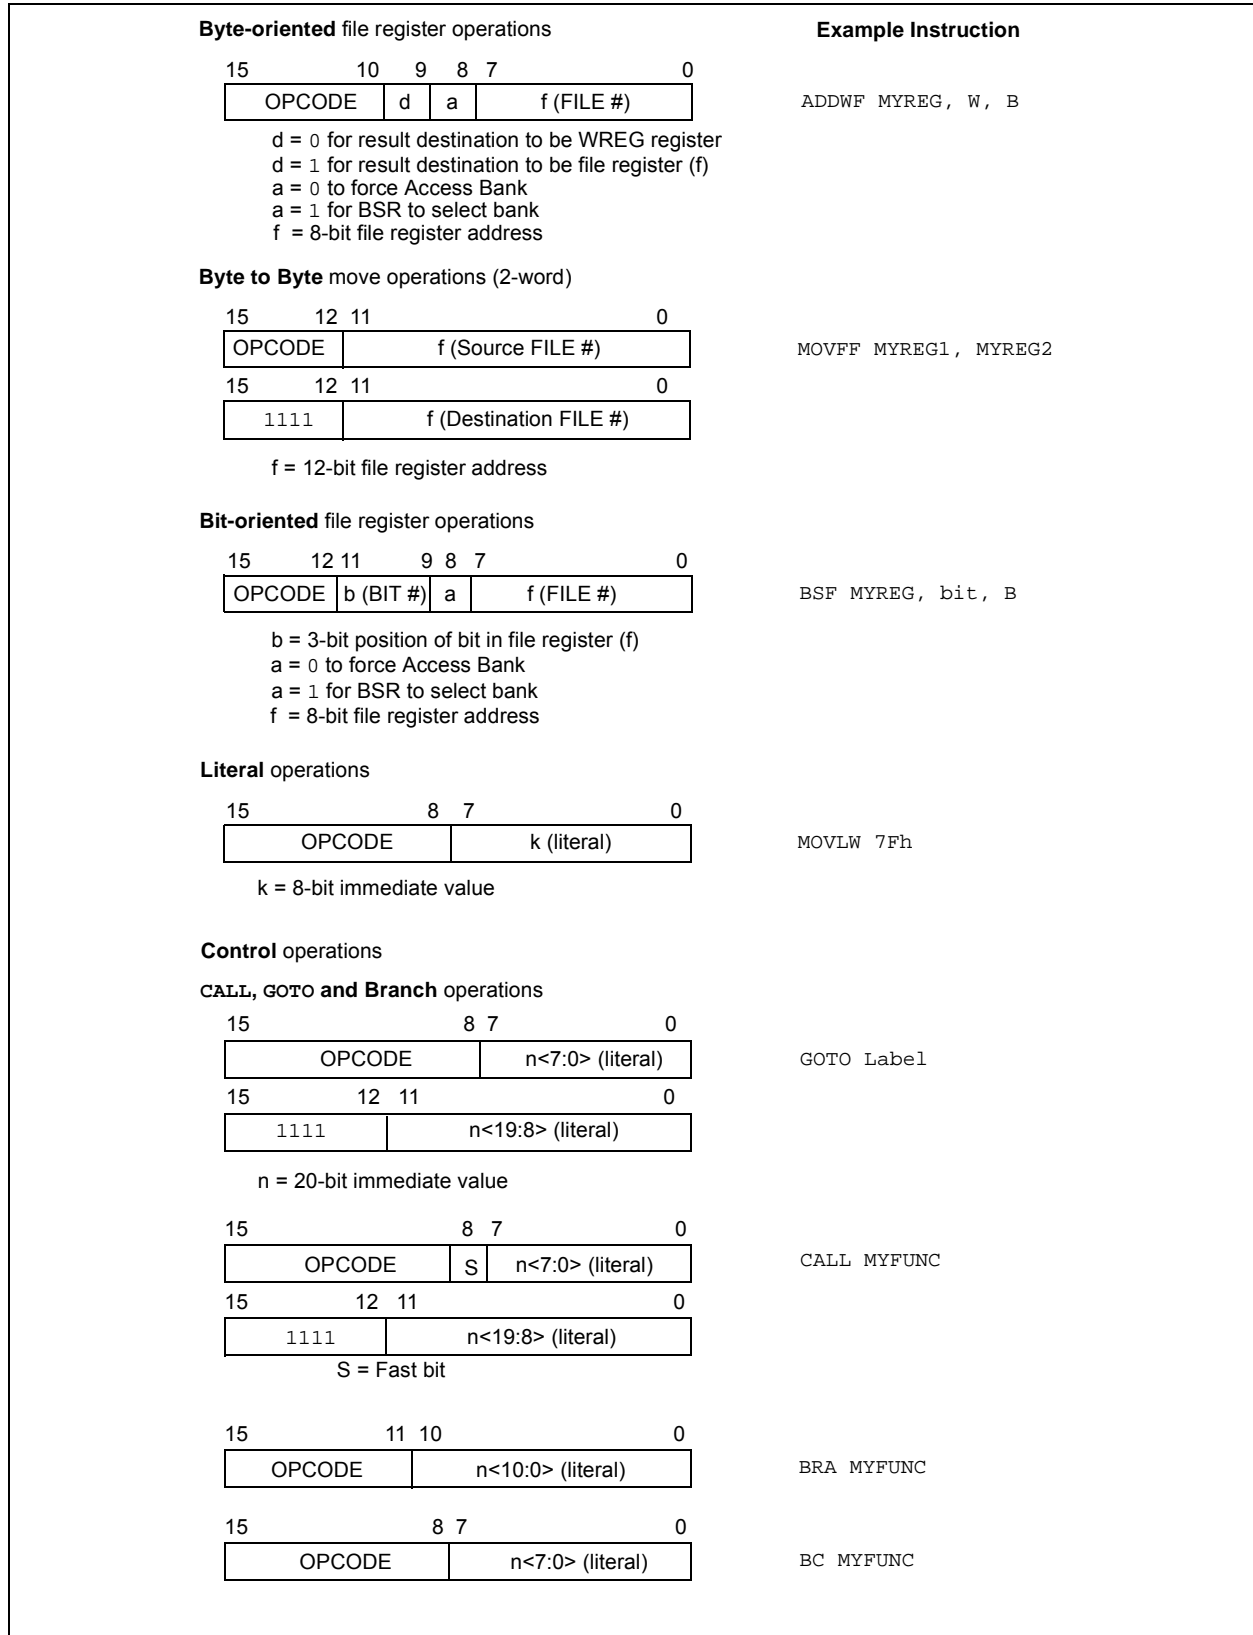 Byte-oriented file register operations Example Instruction
15 10 9 8 7 0
OPCODE d a f (FILE #) ADDWF MYREG, W, B
d = 0 for result destination to be WREG register
d = 1 for result destination to be file register (f)
a = 0 to force Access Bank
a = 1 for BSR to select bank
f = 8-bit file register address
Byte to Byte move operations (2-word)
15 12 11 0
OPCODE f (Source FILE #) MOVFF MYREG1, MYREG2
15 12 11 0
1111 f (Destination FILE #)
f = 12-bit file register address
Bit-oriented file register operations
15 12 11 9 8 7 0
OPCODE b (BIT #) a f (FILE #) BSF MYREG, bit, B
b = 3-bit position of bit in file register (f)
a = 0 to force Access Bank
a = 1 for BSR to select bank
f = 8-bit file register address
Literal operations
15 8 7 0
OPCODE k (literal) MOVLW 7Fh
k = 8-bit immediate value
Control operations
CALL, GOTO and Branch operations
15 8 7 0
OPCODE n<7:0> (literal) GOTO Label
15 12 11 0
1111 n<19:8> (literal)
n = 20-bit immediate value
15 8 7 0
OPCODE S n<7:0> (literal) CALL MYFUNC
15 12 11 0
1111 n<19:8> (literal)
S = Fast bit
15 11 10 0
OPCODE n<10:0> (literal) BRA MYFUNC
15 8 7 0
OPCODE n<7:0> (literal) BC MYFUNC